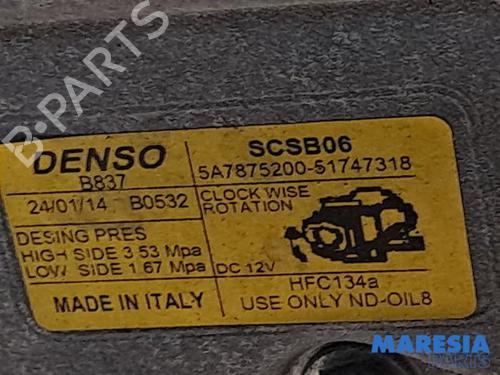 B-PARTS
DENSO
B837
24/01/14 B0532
DESING PRES
HIGH SIDE 3.53 Mpa
LOW SIDE 1.67 Mpa
MADE IN ITALY
SCSB06
5A7875200-51747318
CLOCK WISE
ROTATION
DC 12V
HFC134a
USE ONLY ND-OIL8
MARESIA
PARTS